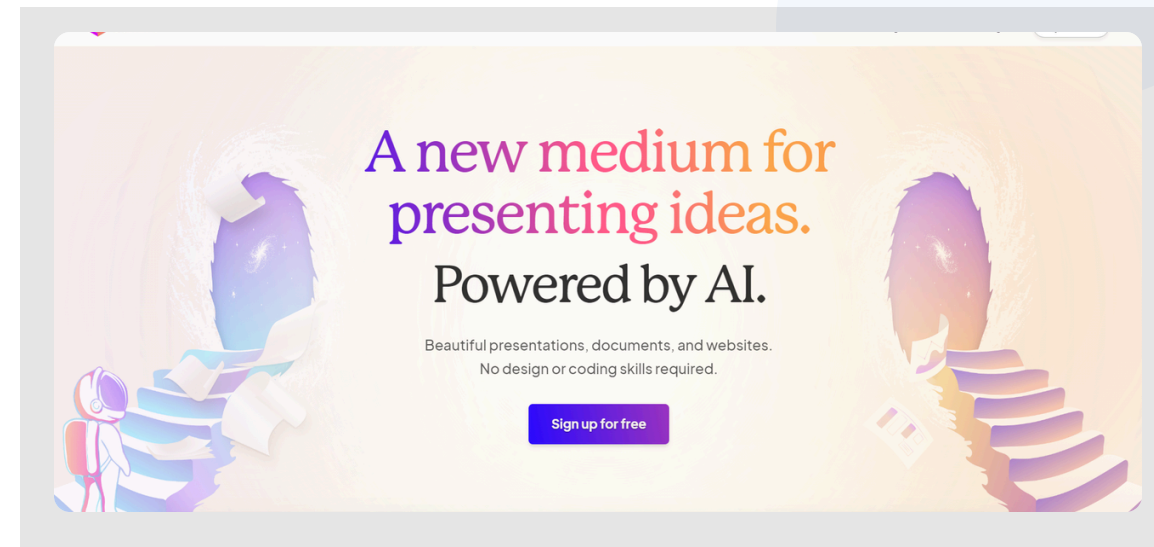 A new medium for
presenting ideas.
Powered by AI.
Beautiful presentations, documents, and websites.
No design or coding skills required.
Sign up for free